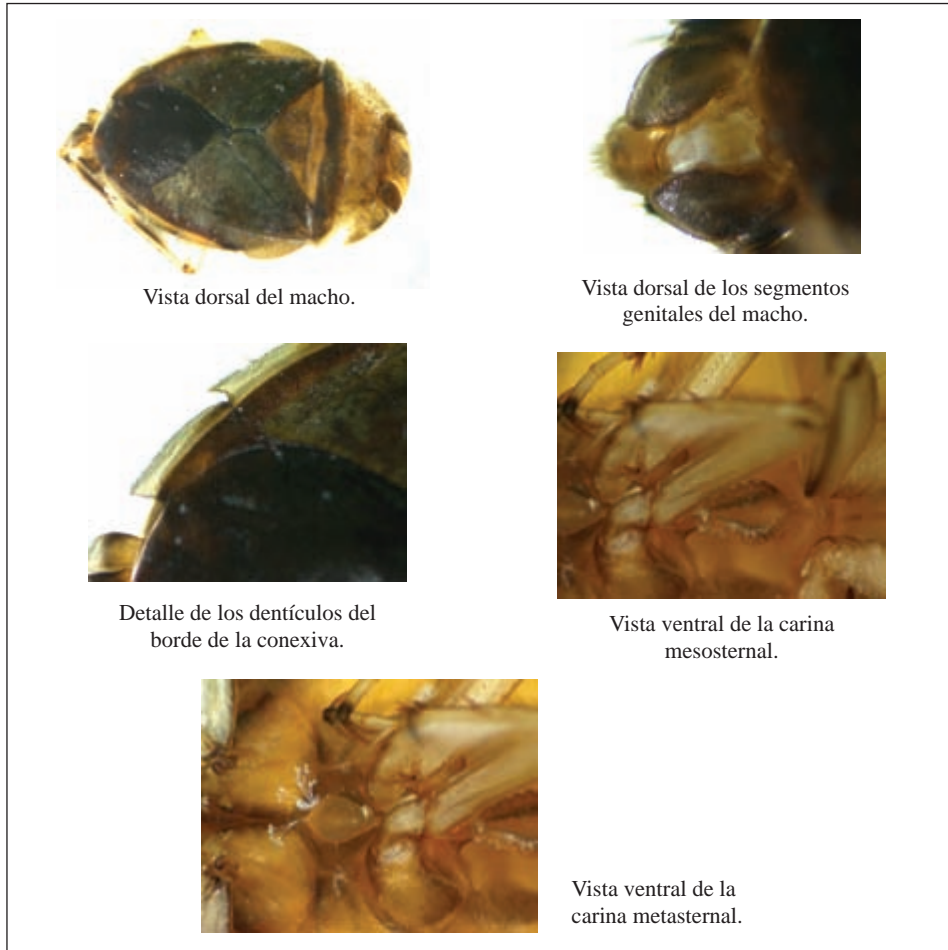 Vista dorsal del macho.
Vista dorsal de los segmentos
genitales del macho.
Detalle de los dentículos del
borde de la conexiva.
Vista ventral de la carina
mesosternal.
Vista ventral de la
carina metasternal.